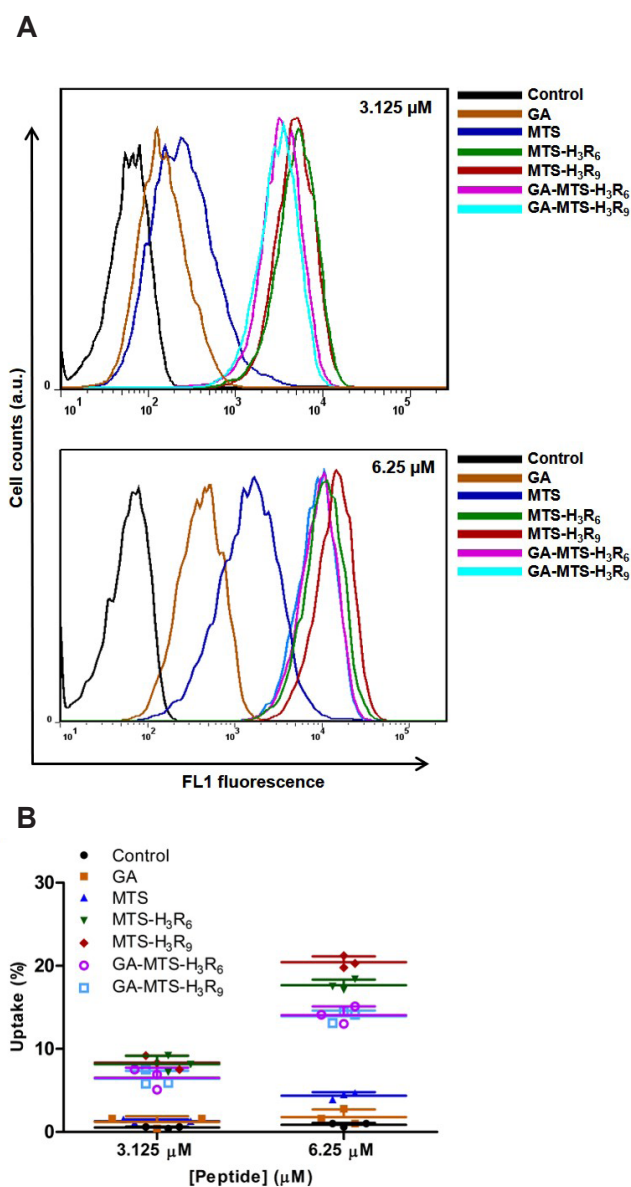 A
Cell counts (a.u.)
3.125 µM
0
10¹ 10² 10³ 10⁴ 10⁵
Control
GA
MTS
MTS-H₃R₆
MTS-H₃R₉
GA-MTS-H₃R₆
GA-MTS-H₃R₉
6.25 µM
0
10¹ 10² 10³ 10⁴ 10⁵
Control
GA
MTS
MTS-H₃R₆
MTS-H₃R₉
GA-MTS-H₃R₆
GA-MTS-H₃R₉
FL1 fluorescence
B
Control
GA
MTS
MTS-H₃R₆
MTS-H₃R₉
GA-MTS-H₃R₆
GA-MTS-H₃R₉
Uptake (%)
30
20
10
0
3.125 µM 6.25 µM
[Peptide] (µM)